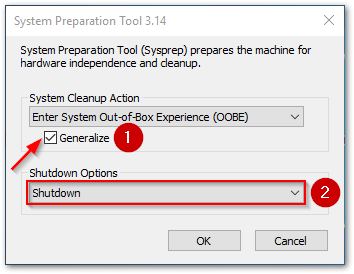 System Preparation Tool 3.14
System Preparation Tool (Sysprep) prepares the machine for
hardware independence and cleanup.
System Cleanup Action
Enter System Out-of-Box Experience (OOBE)
Generalize
1
Shutdown Options
Shutdown
2
OK
Cancel